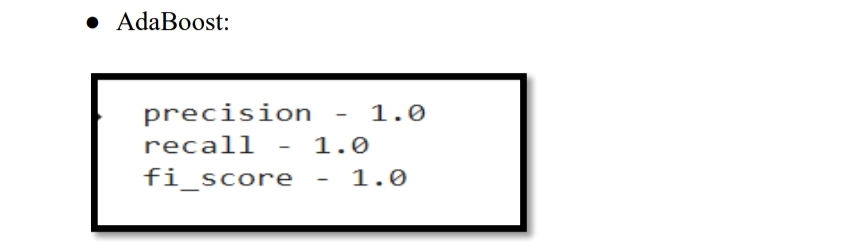 ● AdaBoost:
precision - 1.0
recall - 1.0
fi_score - 1.0